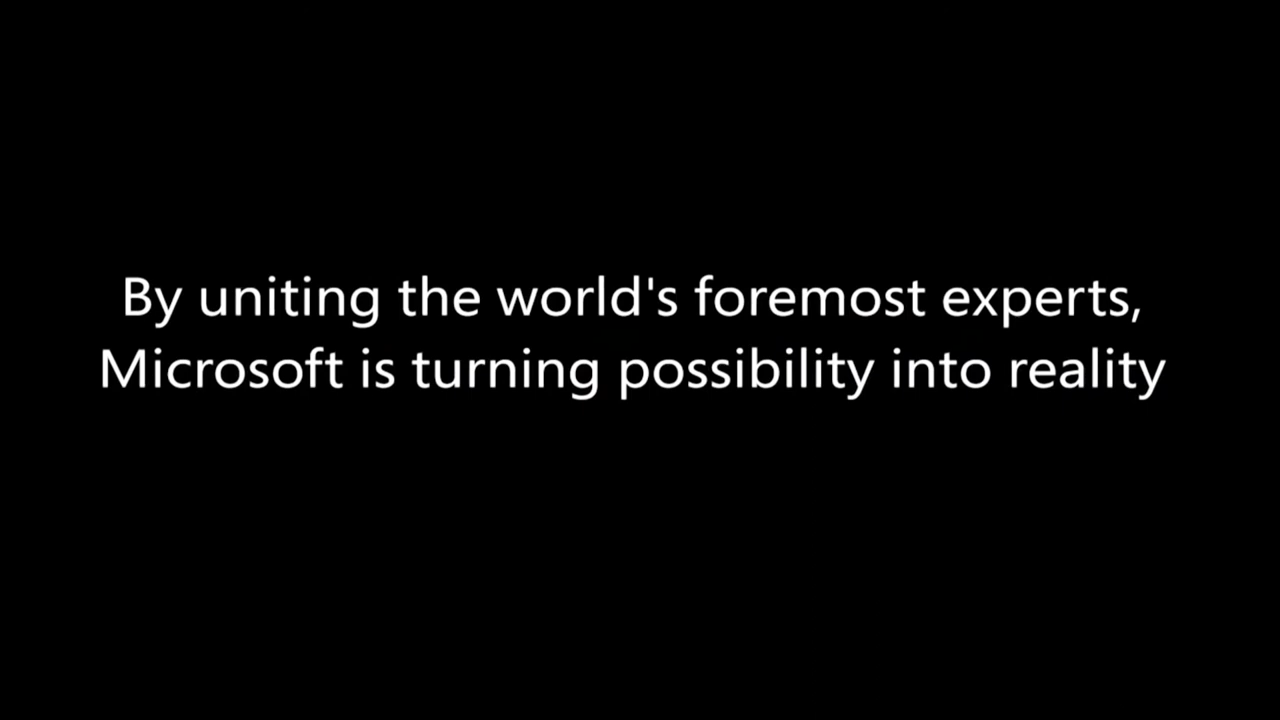 By uniting the world's foremost experts,
Microsoft is turning possibility into reality